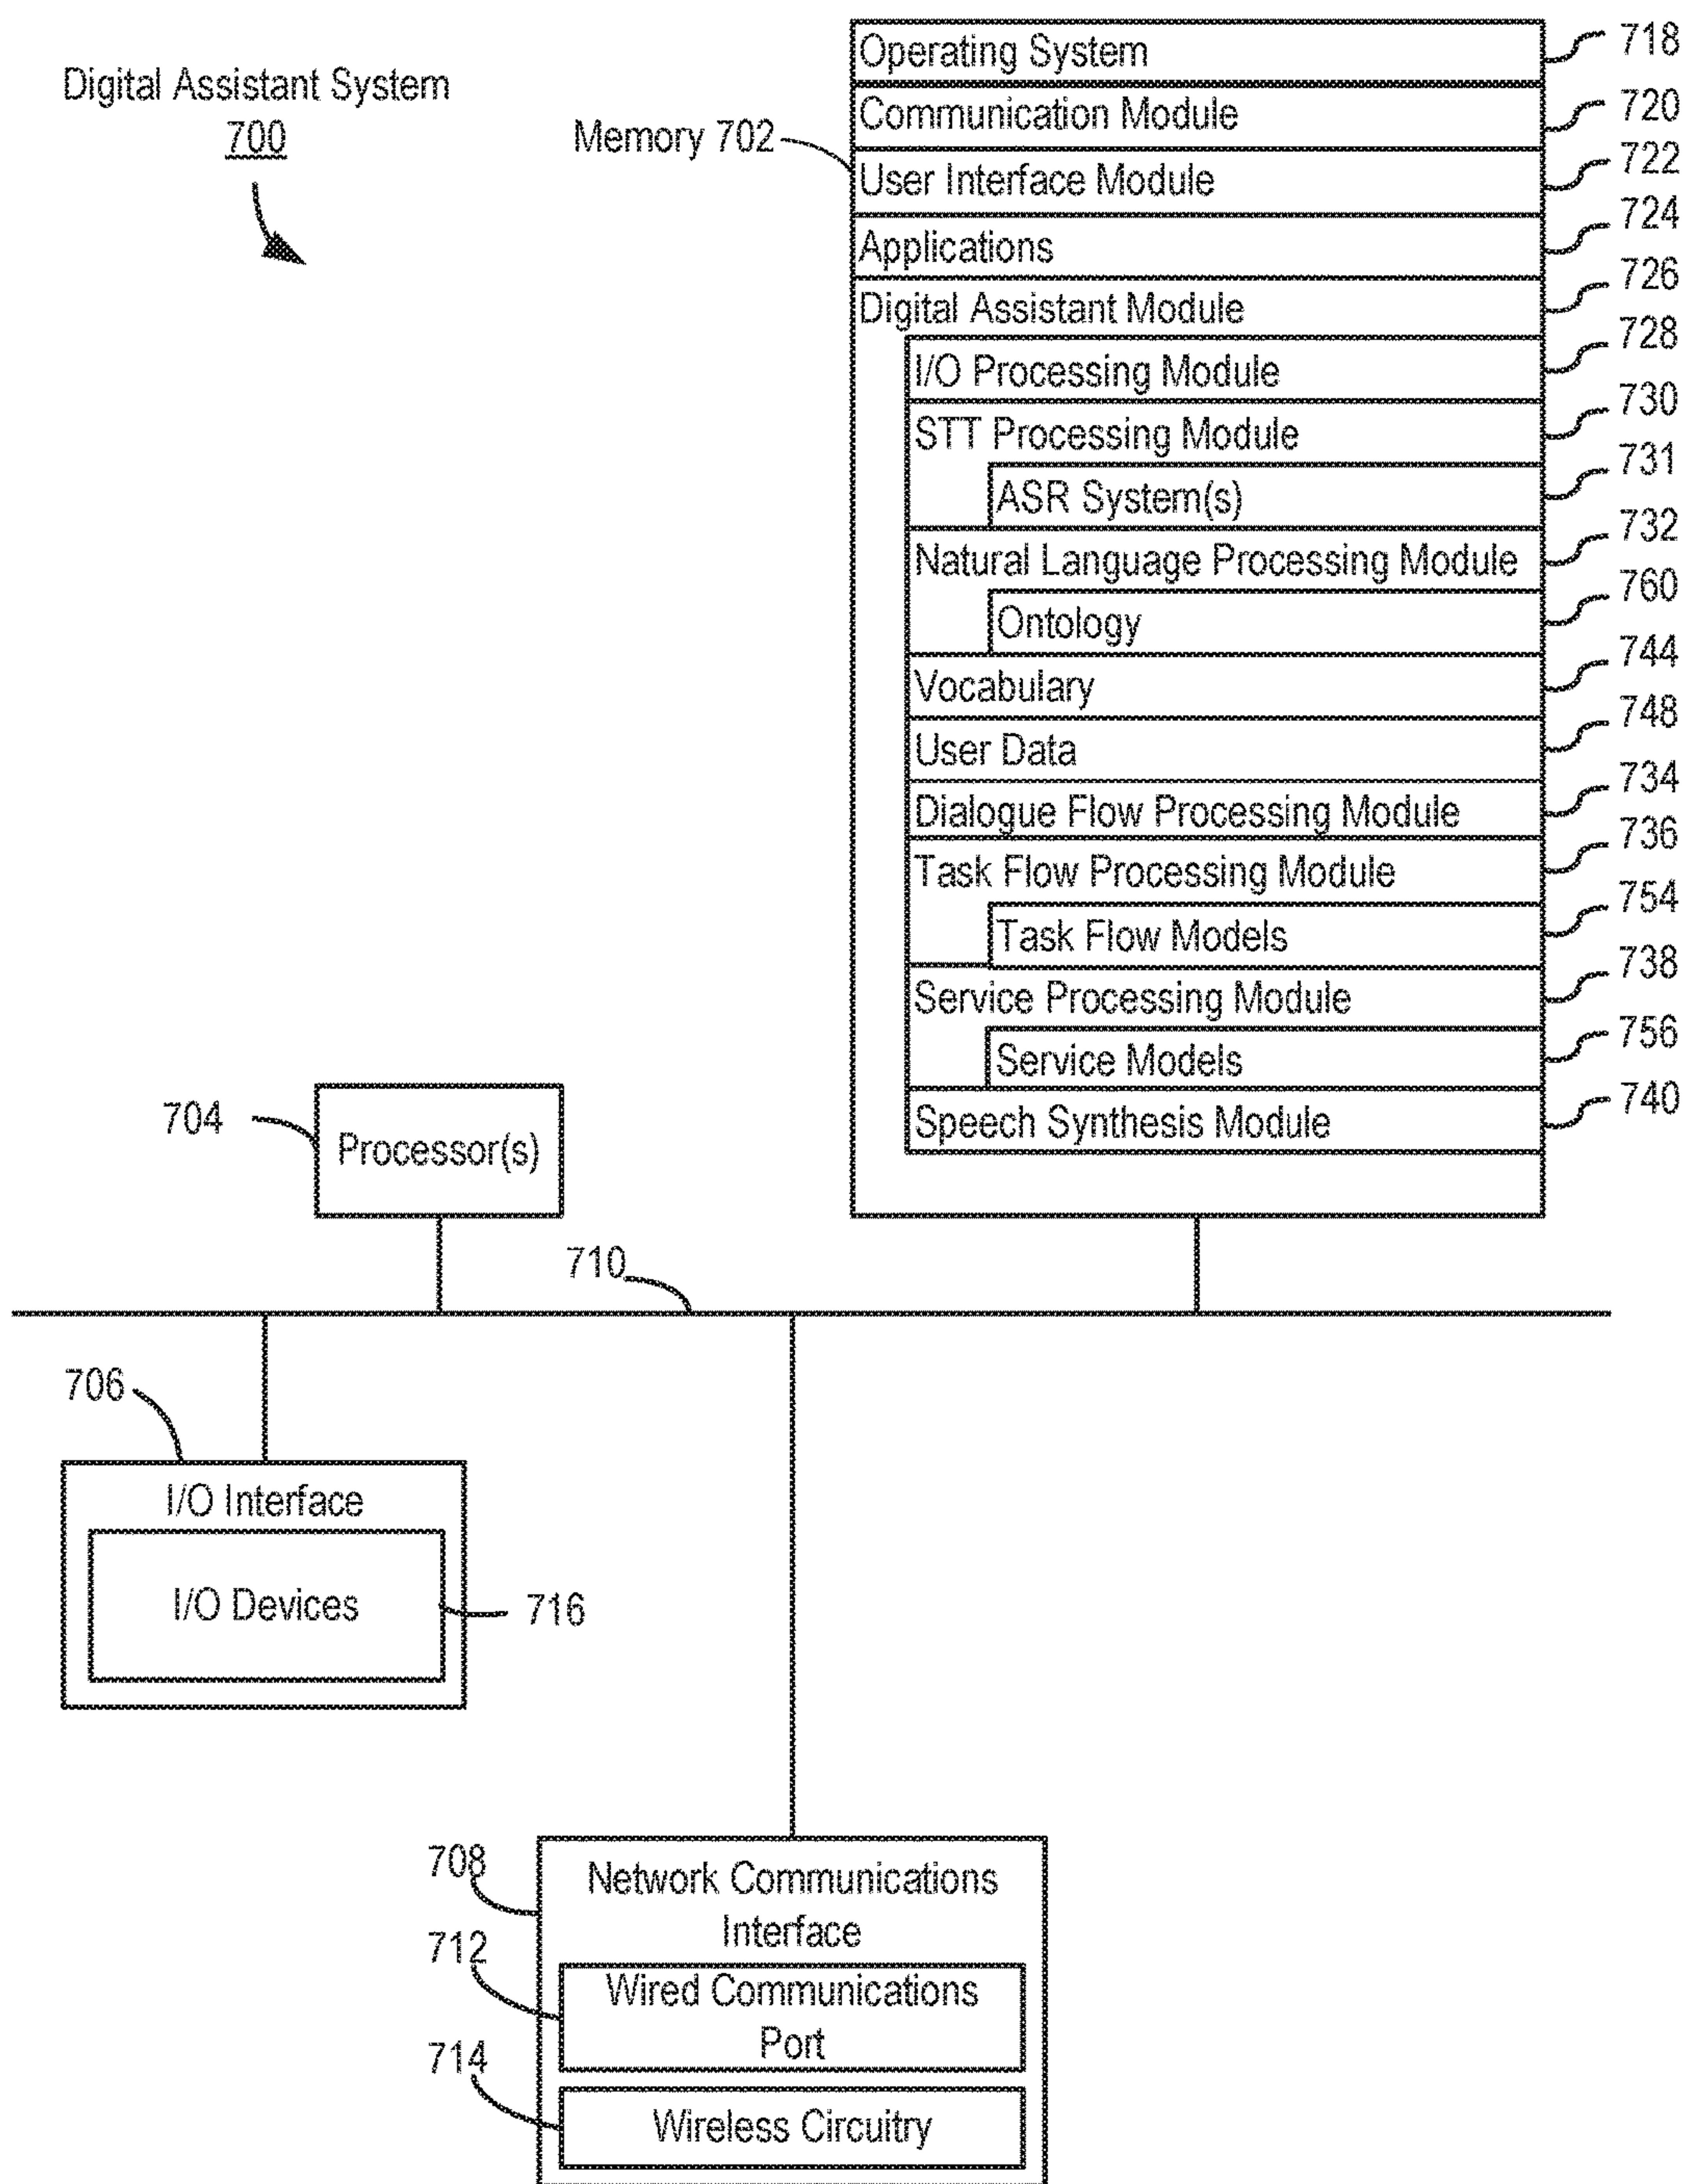 Digital Assistant System
700
Memory 702
Operating System 718
Communication Module 720
User Interface Module 722
Applications 724
Digital Assistant Module 726
I/O Processing Module 728
STT Processing Module 730
ASR System(s) 731
Natural Language Processing Module 732
Ontology 760
Vocabulary 744
User Data 748
Dialogue Flow Processing Module 734
Task Flow Processing Module 736
Task Flow Models 754
Service Processing Module 738
Service Models 756
Speech Synthesis Module 740
704
Processor(s)
710
706
I/O Interface
I/O Devices
716
708
Network Communications
Interface
712
Wired Communications
Port
714
Wireless Circuitry